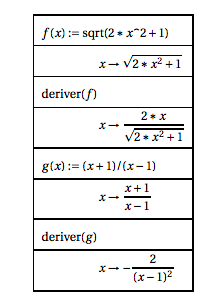 f(x) := sqrt(2 * x^2 + 1)
x → √(2 * x² + 1)
deriver(f)
x → (2 * x)/√(2 * x² + 1)
g(x) := (x + 1)/(x − 1)
x → (x + 1)/(x − 1)
deriver(g)
x → −2/(x − 1)²